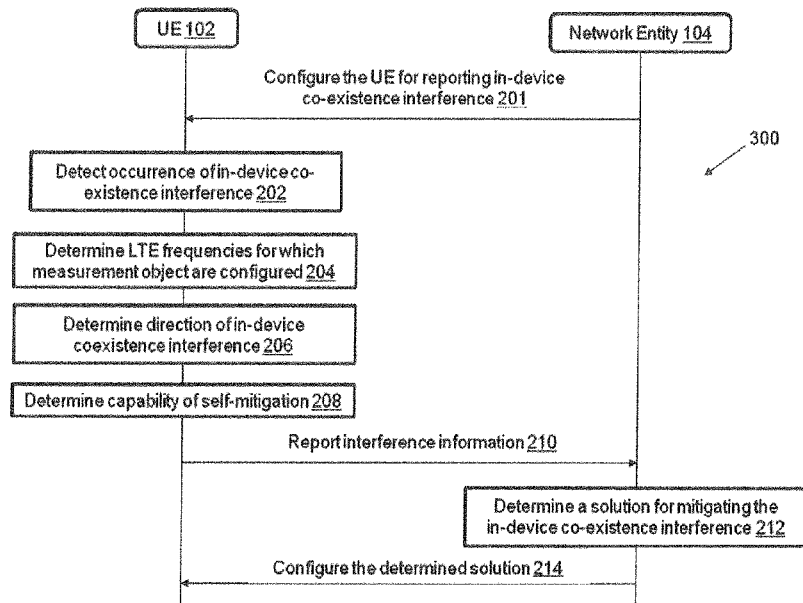 UE 102
Network Entity 104
Configure the UE for reporting in-device
co-existence interference 201
300
Detect occurrence of in-device co-
existence interference 202
Determine LTE frequencies for which
measurement object are configured 204
Determine direction of in-device
coexistence interference 206
Determine capability of self-mitigation 208
Report interference information 210
Determine a solution for mitigating the
in-device co-existence interference 212
Configure the determined solution 214